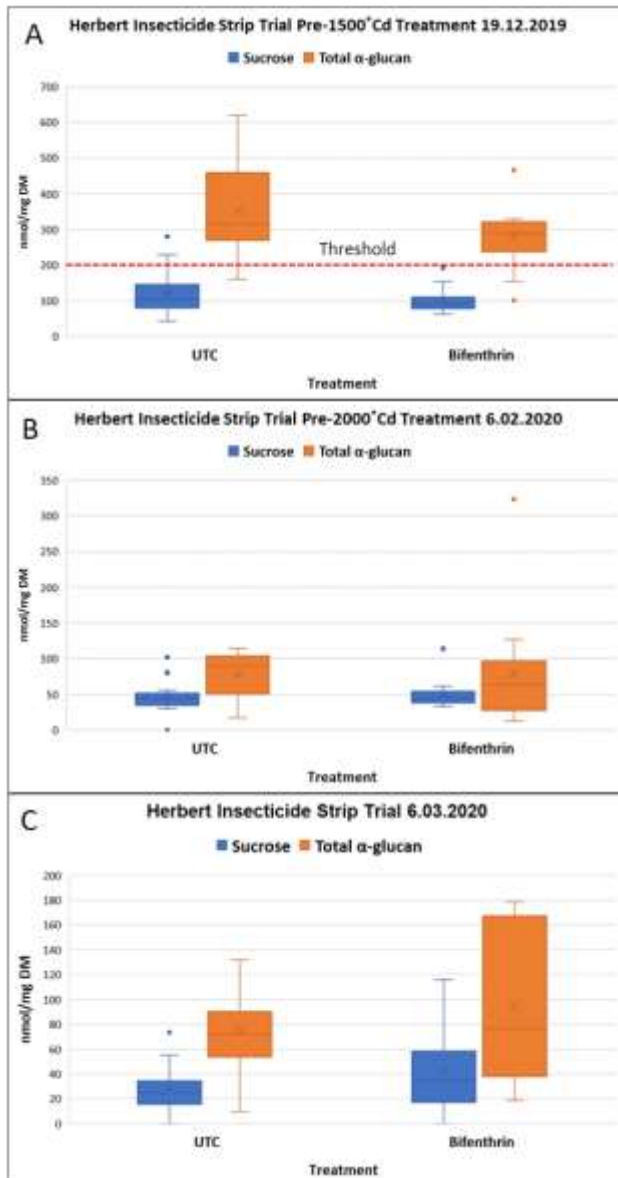 A
Herbert Insecticide Strip Trial Pre-1500˚Cd Treatment 19.12.2019
Sucrose Total α-glucan
700
600
500
400
300
200
100
0
nmol/mg DM
Threshold
UTC Bifenthrin
Treatment
B
Herbert Insecticide Strip Trial Pre-2000˚Cd Treatment 6.02.2020
Sucrose Total α-glucan
350
300
250
200
150
100
50
0
nmol/mg DM
UTC Bifenthrin
Treatment
C
Herbert Insecticide Strip Trial 6.03.2020
Sucrose Total α-glucan
200
180
160
140
120
100
80
60
40
20
0
nmol/mg DM
UTC Bifenthrin
Treatment